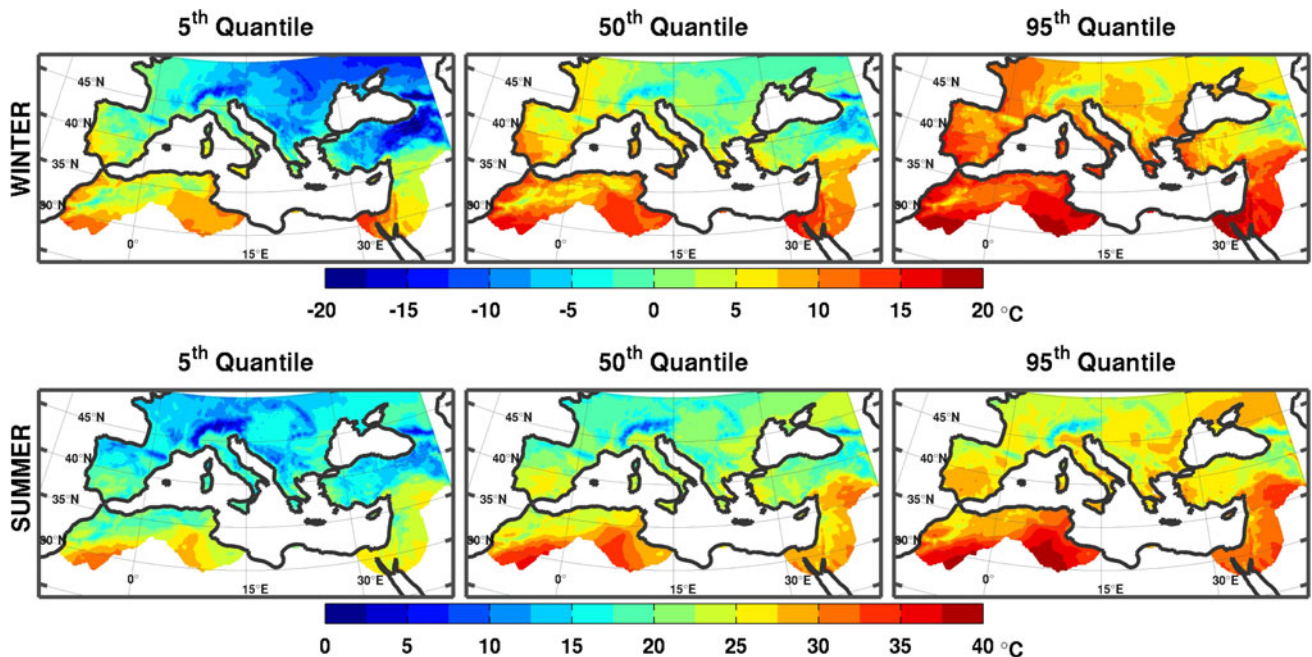 5th Quantile 50th Quantile 95th Quantile
WINTER
45°N 45°N 45°N
40°N 40°N 40°N
35°N 35°N 35°N
30°N 30°N 30°N
0° 15°E 30°E 0° 15°E 30°E 0° 15°E 30°E
-20 -15 -10 -5 0 5 10 15 20 °C
5th Quantile 50th Quantile 95th Quantile
SUMMER
45°N 45°N 45°N
40°N 40°N 40°N
35°N 35°N 35°N
30°N 30°N 30°N
0° 15°E 30°E 0° 15°E 30°E 0° 15°E 30°E
0 5 10 15 20 25 30 35 40 °C